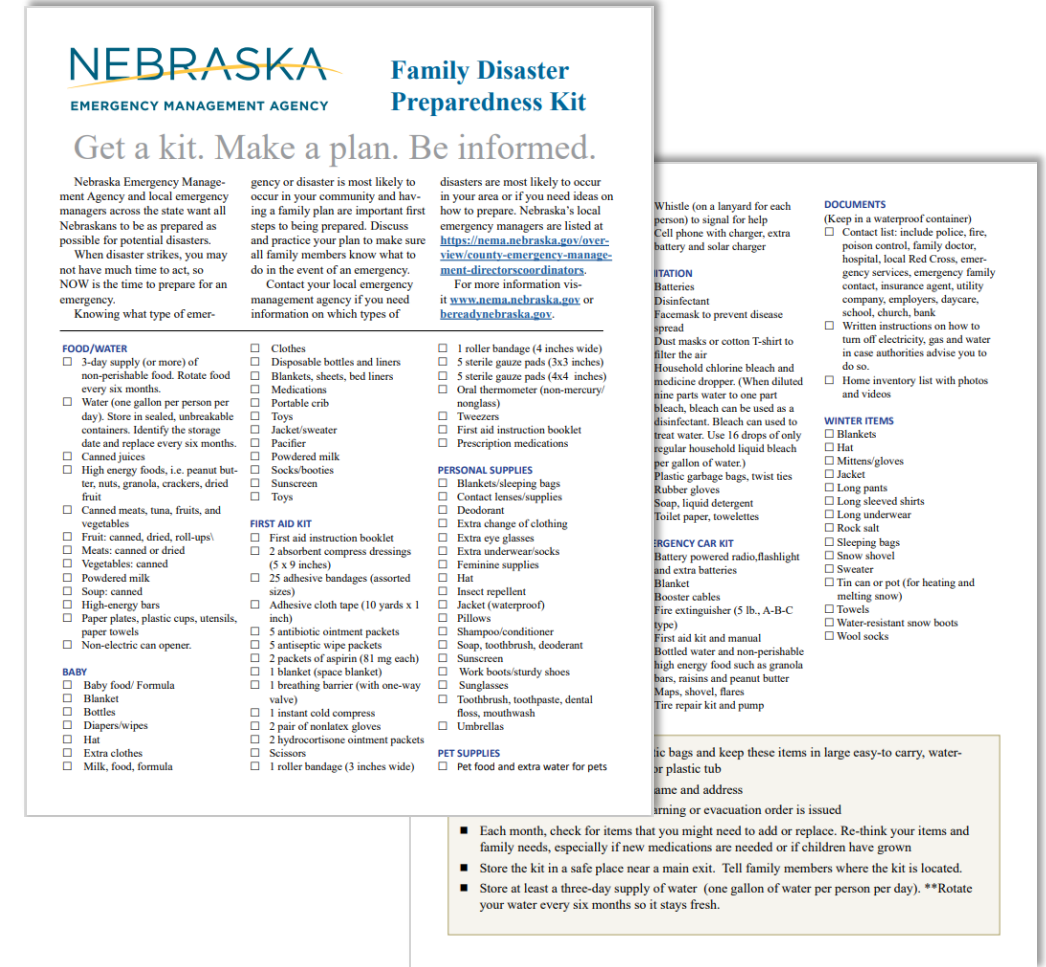 NEBRASKA
EMERGENCY MANAGEMENT AGENCY
Family Disaster
Preparedness Kit
Get a kit. Make a plan. Be informed.
Nebraska Emergency Manage-
ment Agency and local emergency
managers across the state want all
Nebraskans to be as prepared as
possible for potential disasters.
When disaster strikes, you may
not have much time to act, so
NOW is the time to prepare for an
emergency.
Knowing what type of emer-
gency or disaster is most likely to
occur in your community and hav-
ing a family plan are important first
steps to being prepared. Discuss
and practice your plan to make sure
all family members know what to
do in the event of an emergency.
Contact your local emergency
management agency if you need
information on which types of
disasters are most likely to occur
in your area or if you need ideas on
how to prepare. Nebraska's local
emergency managers are listed at
https://nema.nebraska.gov/over-
view/county-emergency-manage-
ment-directorscoordinators.
For more information vis-
it www.nema.nebraska.gov or
bereadynebraska.gov.
FOOD/WATER
☐ 3-day supply (or more) of
non-perishable food. Rotate food
every six months.
☐ Water (one gallon per person per
day). Store in sealed, unbreakable
containers. Identify the storage
date and replace every six months.
☐ Canned juices
☐ High energy foods, i.e. peanut but-
ter, nuts, granola, crackers, dried
fruit
☐ Canned meats, tuna, fruits, and
vegetables
☐ Fruit: canned, dried, roll-ups\
☐ Meats: canned or dried
☐ Vegetables: canned
☐ Powdered milk
☐ Soup: canned
☐ High-energy bars
☐ Paper plates, plastic cups, utensils,
paper towels
☐ Non-electric can opener.
BABY
☐ Baby food/ Formula
☐ Blanket
☐ Bottles
☐ Diapers/wipes
☐ Hat
☐ Extra clothes
☐ Milk, food, formula
☐ Clothes
☐ Disposable bottles and liners
☐ Blankets, sheets, bed liners
☐ Medications
☐ Portable crib
☐ Toys
☐ Jacket/sweater
☐ Pacifier
☐ Powdered milk
☐ Socks/booties
☐ Sunscreen
☐ Toys
FIRST AID KIT
☐ First aid instruction booklet
☐ 2 absorbent compress dressings
(5 x 9 inches)
☐ 25 adhesive bandages (assorted
sizes)
☐ Adhesive cloth tape (10 yards x 1
inch)
☐ 5 antibiotic ointment packets
☐ 5 antiseptic wipe packets
☐ 2 packets of aspirin (81 mg each)
☐ 1 blanket (space blanket)
☐ 1 breathing barrier (with one-way
valve)
☐ 1 instant cold compress
☐ 2 pair of nonlatex gloves
☐ 2 hydrocortisone ointment packets
☐ Scissors
☐ 1 roller bandage (3 inches wide)
☐ 1 roller bandage (4 inches wide)
☐ 5 sterile gauze pads (3x3 inches)
☐ 5 sterile gauze pads (4x4 inches)
☐ Oral thermometer (non-mercury/
nonglass)
☐ Tweezers
☐ First aid instruction booklet
☐ Prescription medications
PERSONAL SUPPLIES
☐ Blankets/sleeping bags
☐ Contact lenses/supplies
☐ Deodorant
☐ Extra change of clothing
☐ Extra eye glasses
☐ Extra underwear/socks
☐ Feminine supplies
☐ Hat
☐ Insect repellent
☐ Jacket (waterproof)
☐ Pillows
☐ Shampoo/conditioner
☐ Soap, toothbrush, deodorant
☐ Sunscreen
☐ Work boots/sturdy shoes
☐ Sunglasses
☐ Toothbrush, toothpaste, dental
floss, mouthwash
☐ Umbrellas
PET SUPPLIES
☐ Pet food and extra water for pets
Whistle (on a lanyard for each
person) to signal for help
Cell phone with charger, extra
battery and solar charger
ITATION
Batteries
Disinfectant
Facemask to prevent disease
spread
Dust masks or cotton T-shirt to
filter the air
Household chlorine bleach and
medicine dropper. (When diluted
nine parts water to one part
bleach, bleach can be used as a
disinfectant. Bleach can used to
treat water. Use 16 drops of only
regular household liquid bleach
per gallon of water.)
Plastic garbage bags, twist ties
Rubber gloves
Soap, liquid detergent
Toilet paper, towelettes
ERGENCY CAR KIT
Battery powered radio,flashlight
and extra batteries
Blanket
Booster cables
Fire extinguisher (5 lb., A-B-C
type)
First aid kit and manual
Bottled water and non-perishable
high energy food such as granola
bars, raisins and peanut butter
Maps, shovel, flares
Tire repair kit and pump
DOCUMENTS
(Keep in a waterproof container)
☐ Contact list: include police, fire,
poison control, family doctor,
hospital, local Red Cross, emer-
gency services, emergency family
contact, insurance agent, utility
company, employers, daycare,
school, church, bank
☐ Written instructions on how to
turn off electricity, gas and water
in case authorities advise you to
do so.
☐ Home inventory list with photos
and videos
WINTER ITEMS
☐ Blankets
☐ Hat
☐ Mittens/gloves
☐ Jacket
☐ Long pants
☐ Long sleeved shirts
☐ Long underwear
☐ Rock salt
☐ Sleeping bags
☐ Snow shovel
☐ Sweater
☐ Tin can or pot (for heating and
melting snow)
☐ Towels
☐ Water-resistant snow boots
☐ Wool socks
tic bags and keep these items in large easy-to carry, water-
or plastic tub
ame and address
arning or evacuation order is issued
■ Each month, check for items that you might need to add or replace. Re-think your items and
family needs, especially if new medications are needed or if children have grown
■ Store the kit in a safe place near a main exit. Tell family members where the kit is located.
■ Store at least a three-day supply of water (one gallon of water per person per day). **Rotate
your water every six months so it stays fresh.